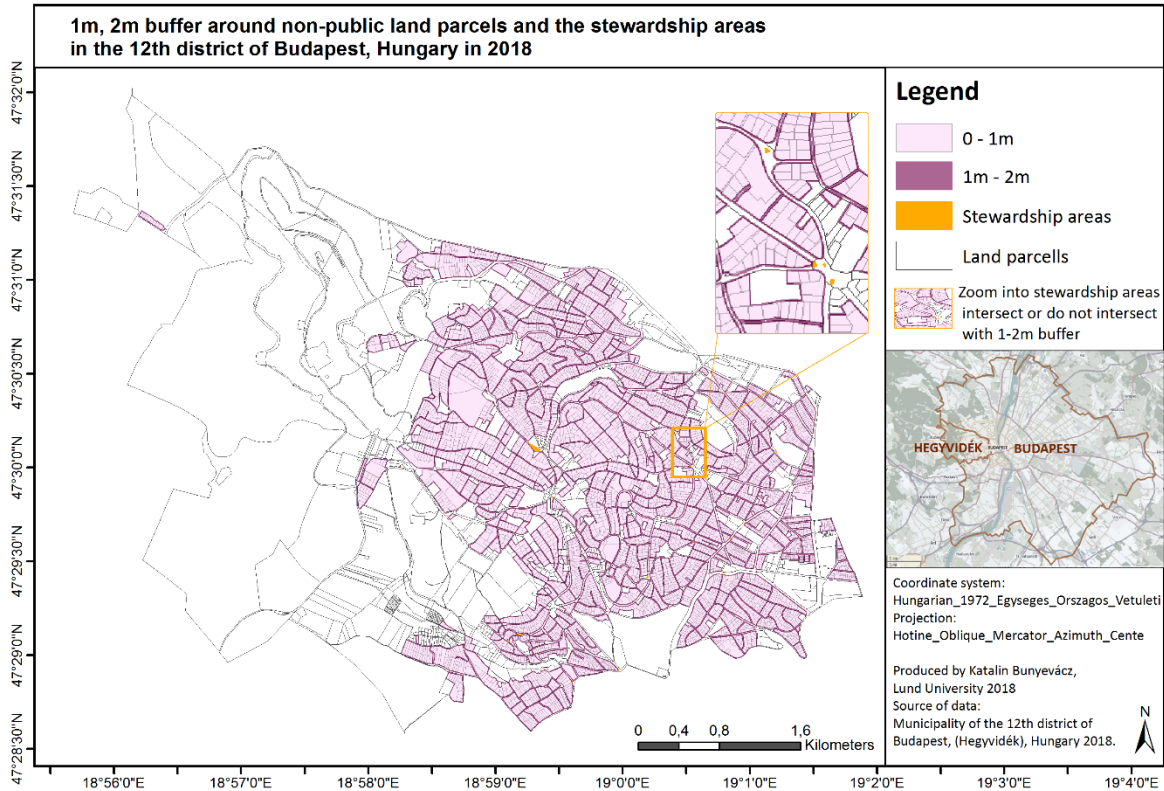 1m, 2m buffer around non-public land parcels and the stewardship areas
in the 12th district of Budapest, Hungary in 2018
47°32'0"N
47°31'30"N
47°31'0"N
47°30'30"N
47°30'0"N
47°29'30"N
47°29'0"N
47°28'30"N
Legend
0 - 1m
1m - 2m
Stewardship areas
Land parcells
Zoom into stewardship areas
intersect or do not intersect
with 1-2m buffer
HEGYVIDÉK
BUDAPEST
BUDAPEST
Coordinate system:
Hungarian_1972_Egyseges_Orszagos_Vetuleti
Projection:
Hotine_Oblique_Mercator_Azimuth_Cente
Produced by Katalin Bunyevácz,
Lund University 2018
Source of data:
Municipality of the 12th district of
Budapest, (Hegyvidék), Hungary 2018.
N
0 0,4 0,8 1,6
Kilometers
18°56'0"E 18°57'0"E 18°58'0"E 18°59'0"E 19°0'0"E 19°1'0"E 19°2'0"E 19°3'0"E 19°4'0"E